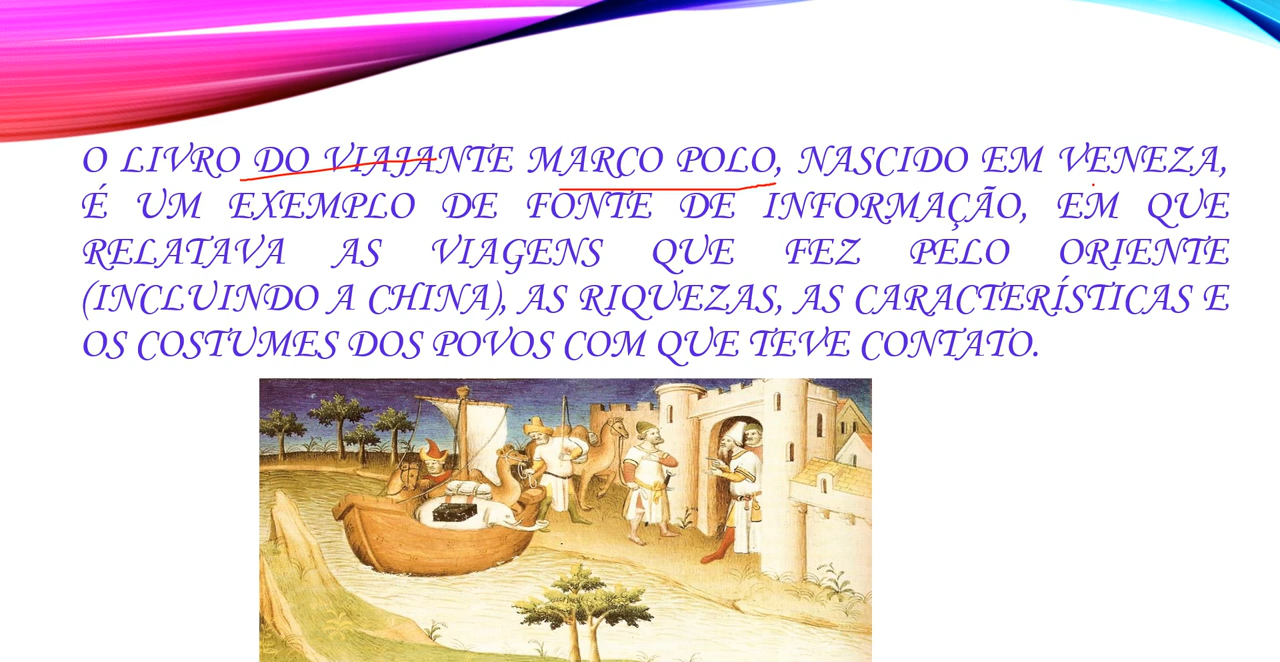 O LIVRO DO VIAJANTE MARCO POLO, NASCIDO EM VENEZA,
É UM EXEMPLO DE FONTE DE INFORMAÇÃO, EM QUE
RELATAVA AS VIAGENS QUE FEZ PELO ORIENTE
(INCLUINDO A CHINA), AS RIQUEZAS, AS CARACTERÍSTICAS E
OS COSTUMES DOS POVOS COM QUE TEVE CONTATO.